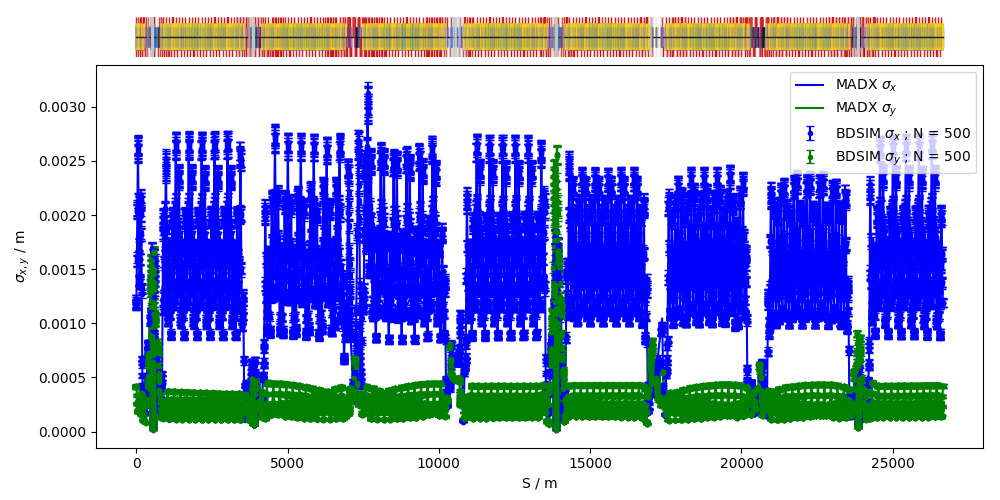 MADX σx
MADX σy
BDSIM σx ; N = 500
BDSIM σy ; N = 500
0.0030
0.0025
0.0020
0.0015
0.0010
0.0005
0.0000
σx,y / m
0 5000 10000 15000 20000 25000
S / m